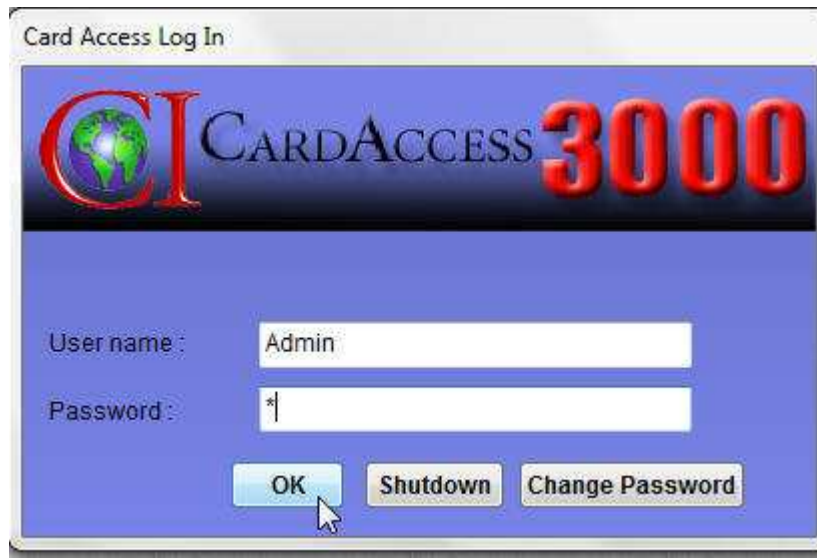 Card Access Log In
CI CARDACCESS 3000
User name : Admin
Password : *
OK Shutdown Change Password